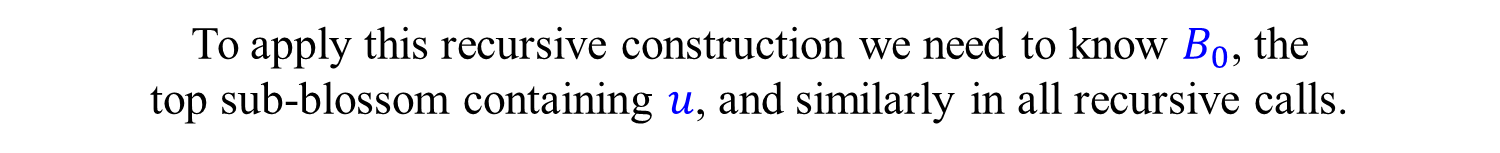 To apply this recursive construction we need to know B₀, the
top sub-blossom containing u, and similarly in all recursive calls.